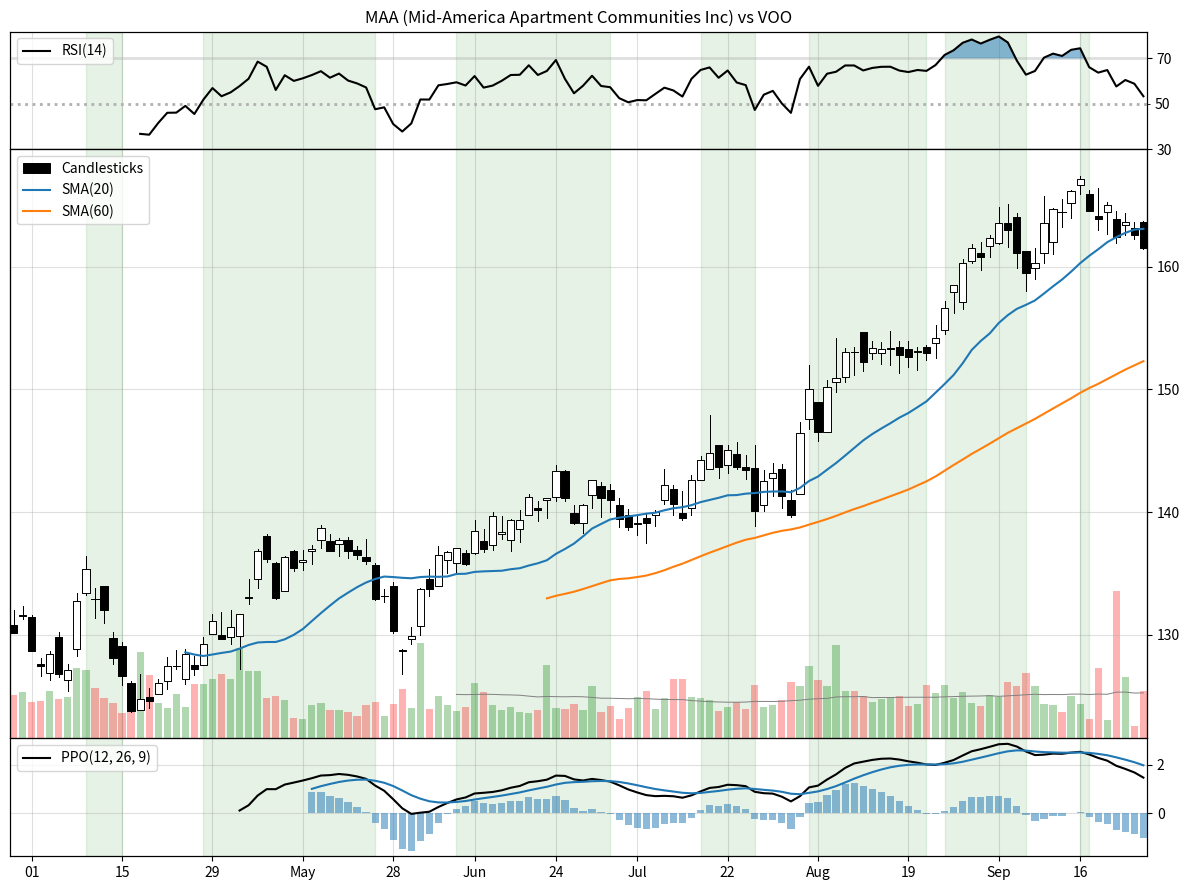 MAA (Mid-America Apartment Communities Inc) vs VOO
RSI(14)
70
50
30
Candlesticks
SMA(20)
SMA(60)
160
150
140
130
PPO(12, 26, 9)
2
0
01 15 29 May 28 Jun 24 Jul 22 Aug 19 Sep 16